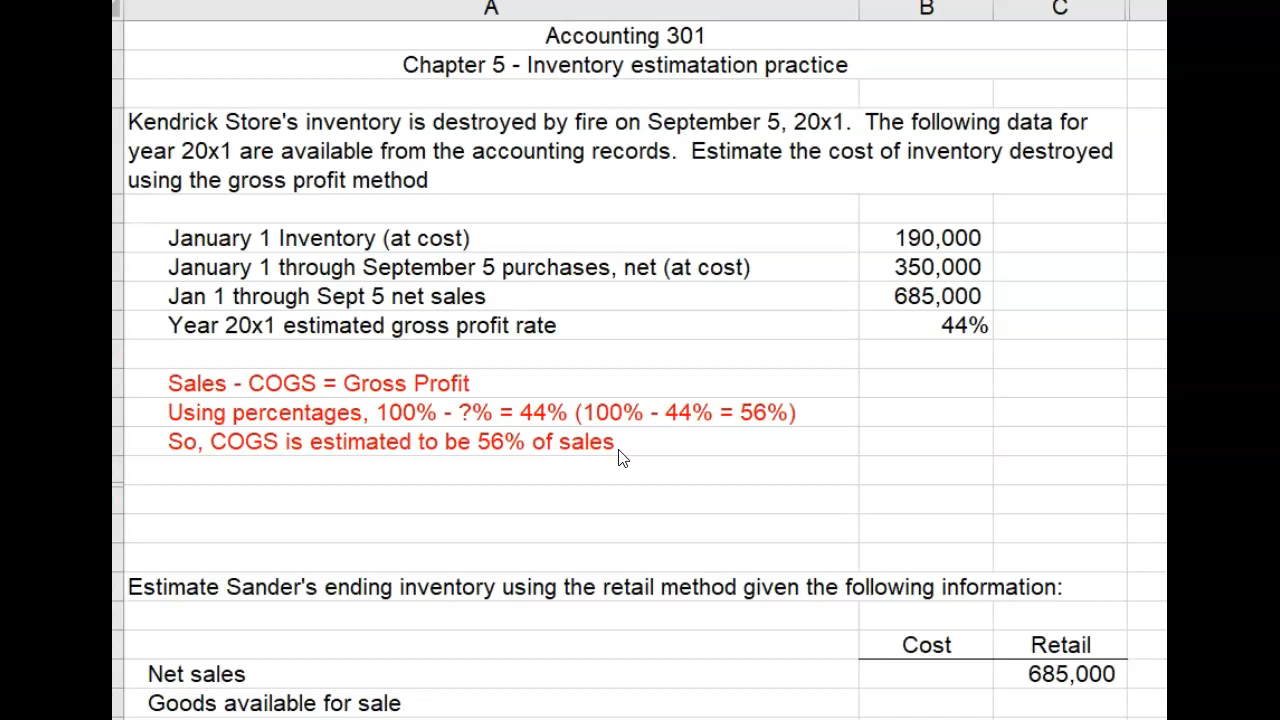 A B C
Accounting 301
Chapter 5 - Inventory estimatation practice
Kendrick Store's inventory is destroyed by fire on September 5, 20x1.  The following data for
year 20x1 are available from the accounting records.  Estimate the cost of inventory destroyed
using the gross profit method
January 1 Inventory (at cost) 190,000
January 1 through September 5 purchases, net (at cost) 350,000
Jan 1 through Sept 5 net sales 685,000
Year 20x1 estimated gross profit rate 44%
Sales - COGS = Gross Profit
Using percentages, 100% - ?% = 44% (100% - 44% = 56%)
So, COGS is estimated to be 56% of sales
Estimate Sander's ending inventory using the retail method given the following information:
Cost Retail
Net sales 685,000
Goods available for sale